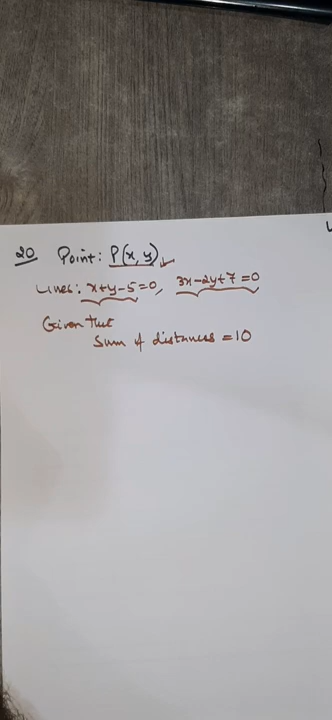 20 Point: P(x, y)
Lines: x+y-5=0, 3x-2y+7=0
Given that
Sum of distances = 10